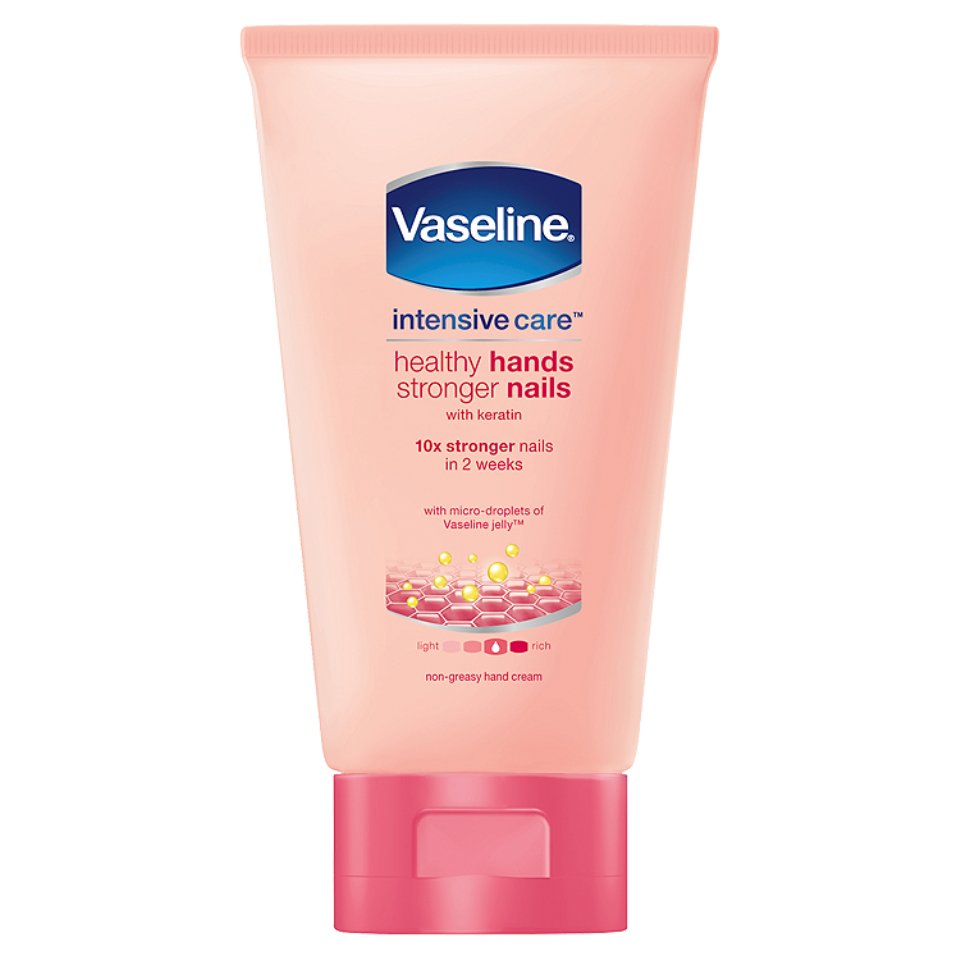 Vaseline®
intensive care™
healthy hands
stronger nails
with keratin
10x stronger nails
in 2 weeks
with micro-droplets of
Vaseline jelly™
light rich
non-greasy hand cream